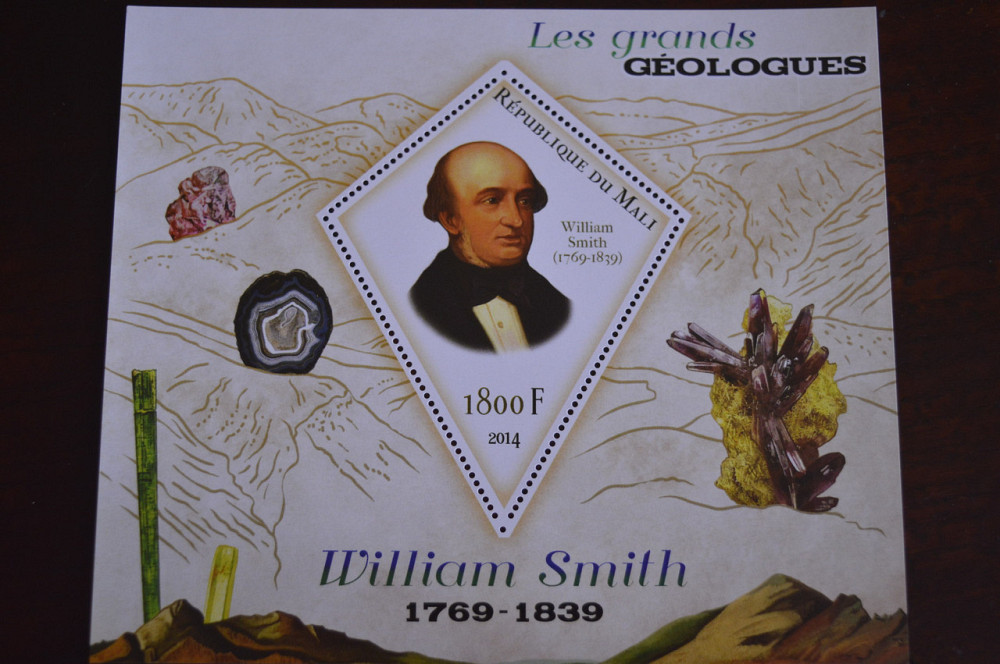 Les grands
GÉOLOGUES
RÉPUBLIQUE DU MALI
William
Smith
(1769-1839)
1800 F
2014
William Smith
1769-1839